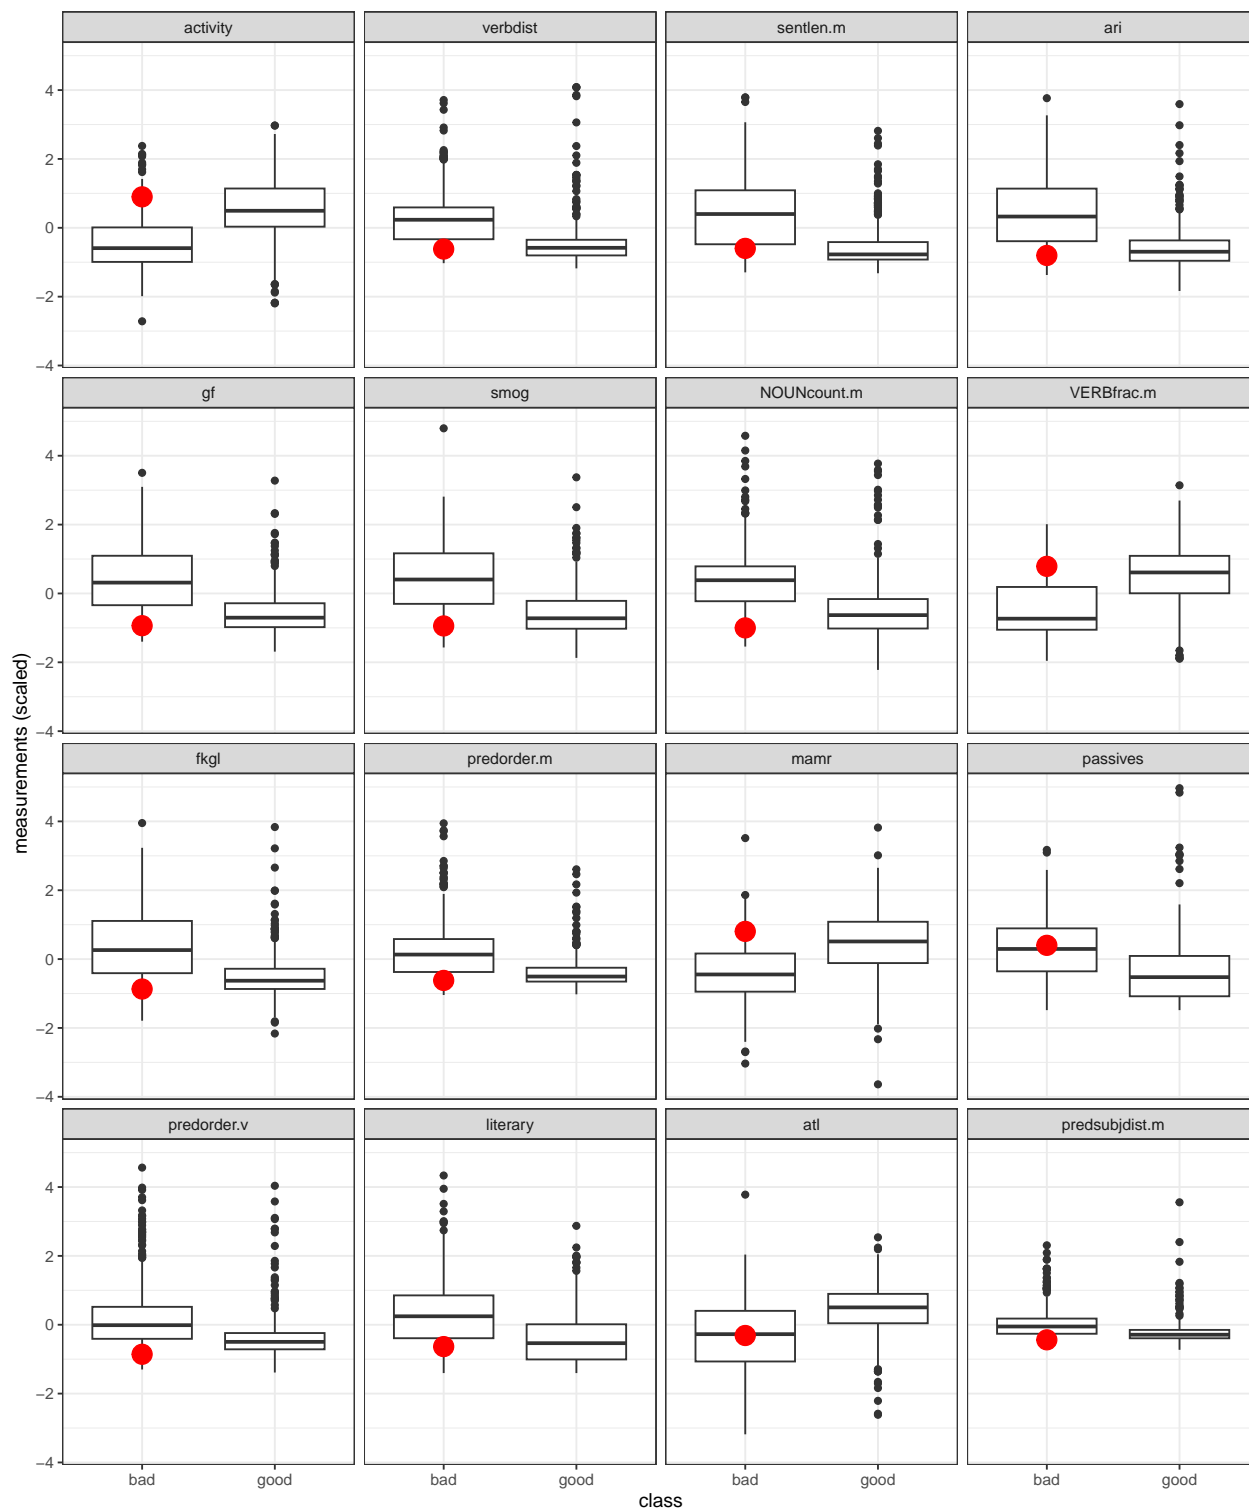 activity verbdist sentlen.m ari
4
2
0
−2
−4
gf smog NOUNcount.m VERBfrac.m
4
2
0
−2
−4
measurements (scaled)
fkgl predorder.m mamr passives
4
2
0
−2
−4
predorder.v literary atl predsubjdist.m
4
2
0
−2
−4
bad good bad good bad good bad good
class